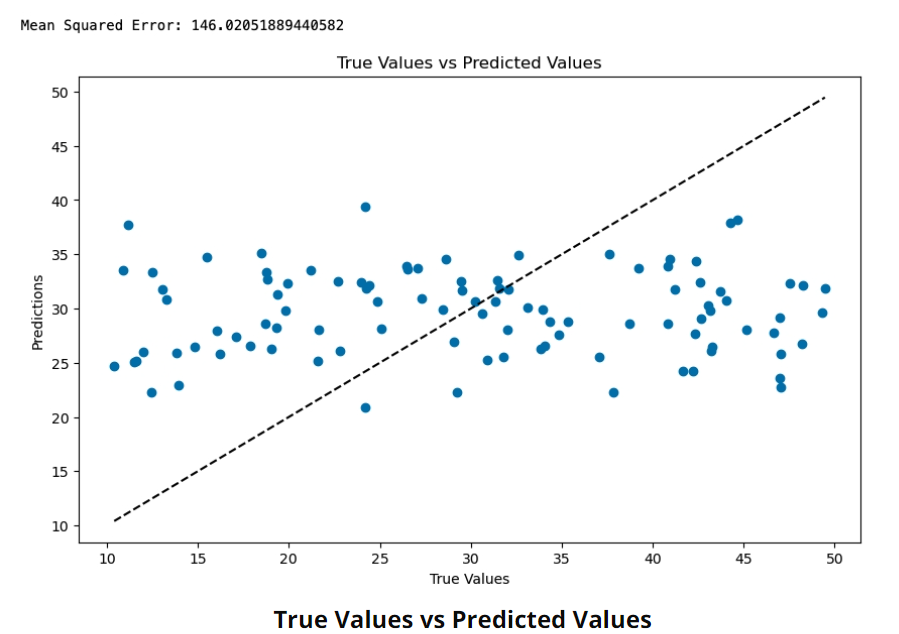 Mean Squared Error: 146.02051889440582
True Values vs Predicted Values
50
45
40
35
30
25
20
15
10
Predictions
10 15 20 25 30 35 40 45 50
True Values
True Values vs Predicted Values